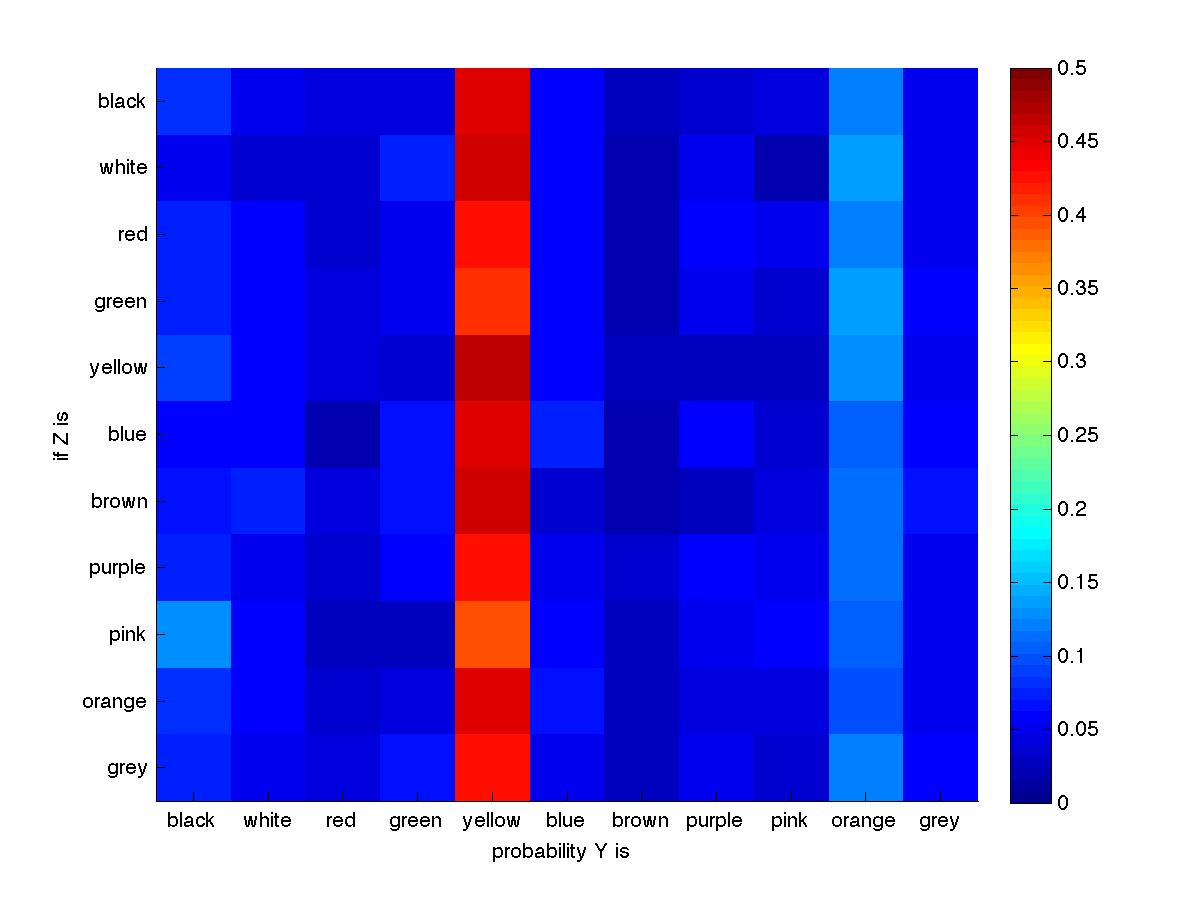 0.5
black
0.45
white
0.4
red
0.35
green
0.3
yellow
if Z is
blue
0.25
brown
0.2
purple
0.15
pink
0.1
orange
0.05
grey
0
black white red green yellow blue brown purple pink orange grey
probability Y is